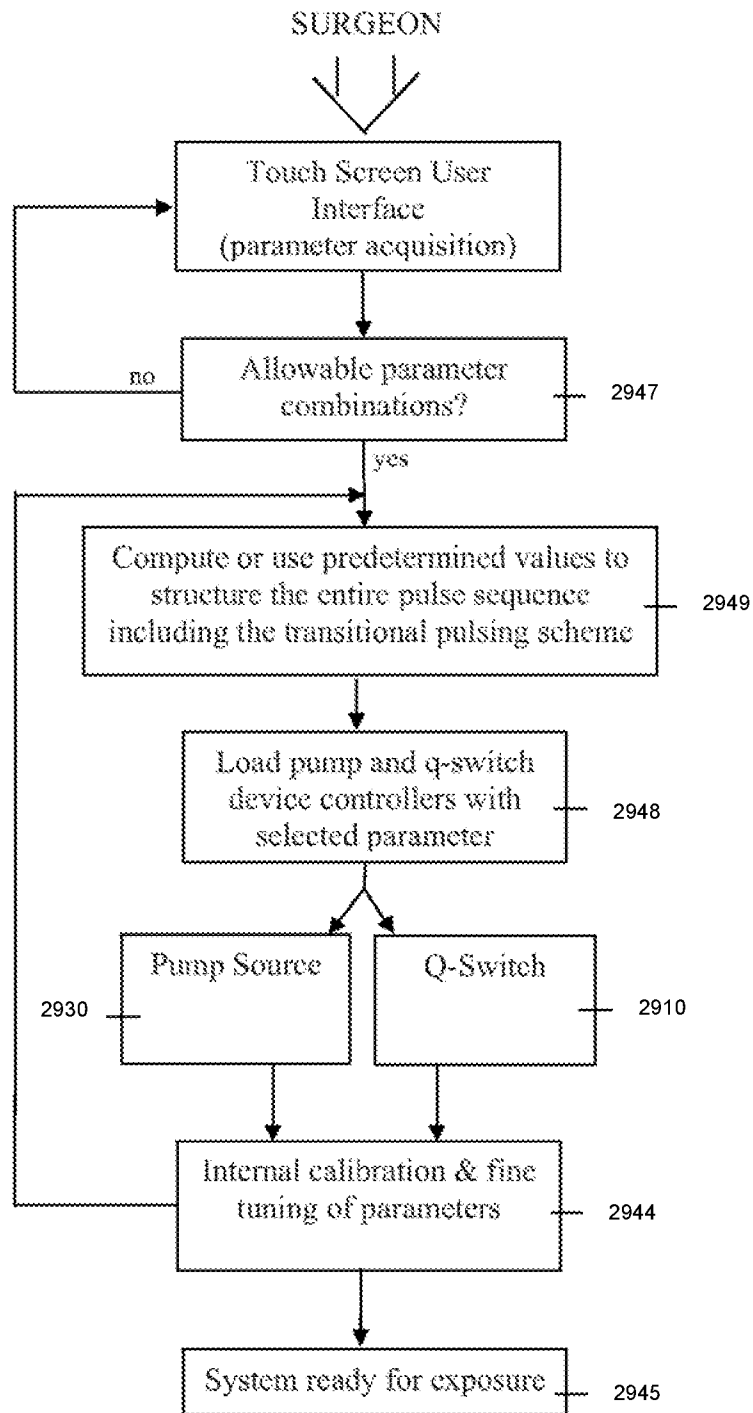 SURGEON
Touch Screen User
Interface
(parameter acquisition)
no
Allowable parameter
combinations?
2947
yes
Compute or use predetermined values to
structure the entire pulse sequence
including the transitional pulsing scheme
2949
Load pump and q-switch
device controllers with
selected parameter
2948
Pump Source
2930
Q-Switch
2910
Internal calibration & fine
tuning of parameters
2944
System ready for exposure
2945